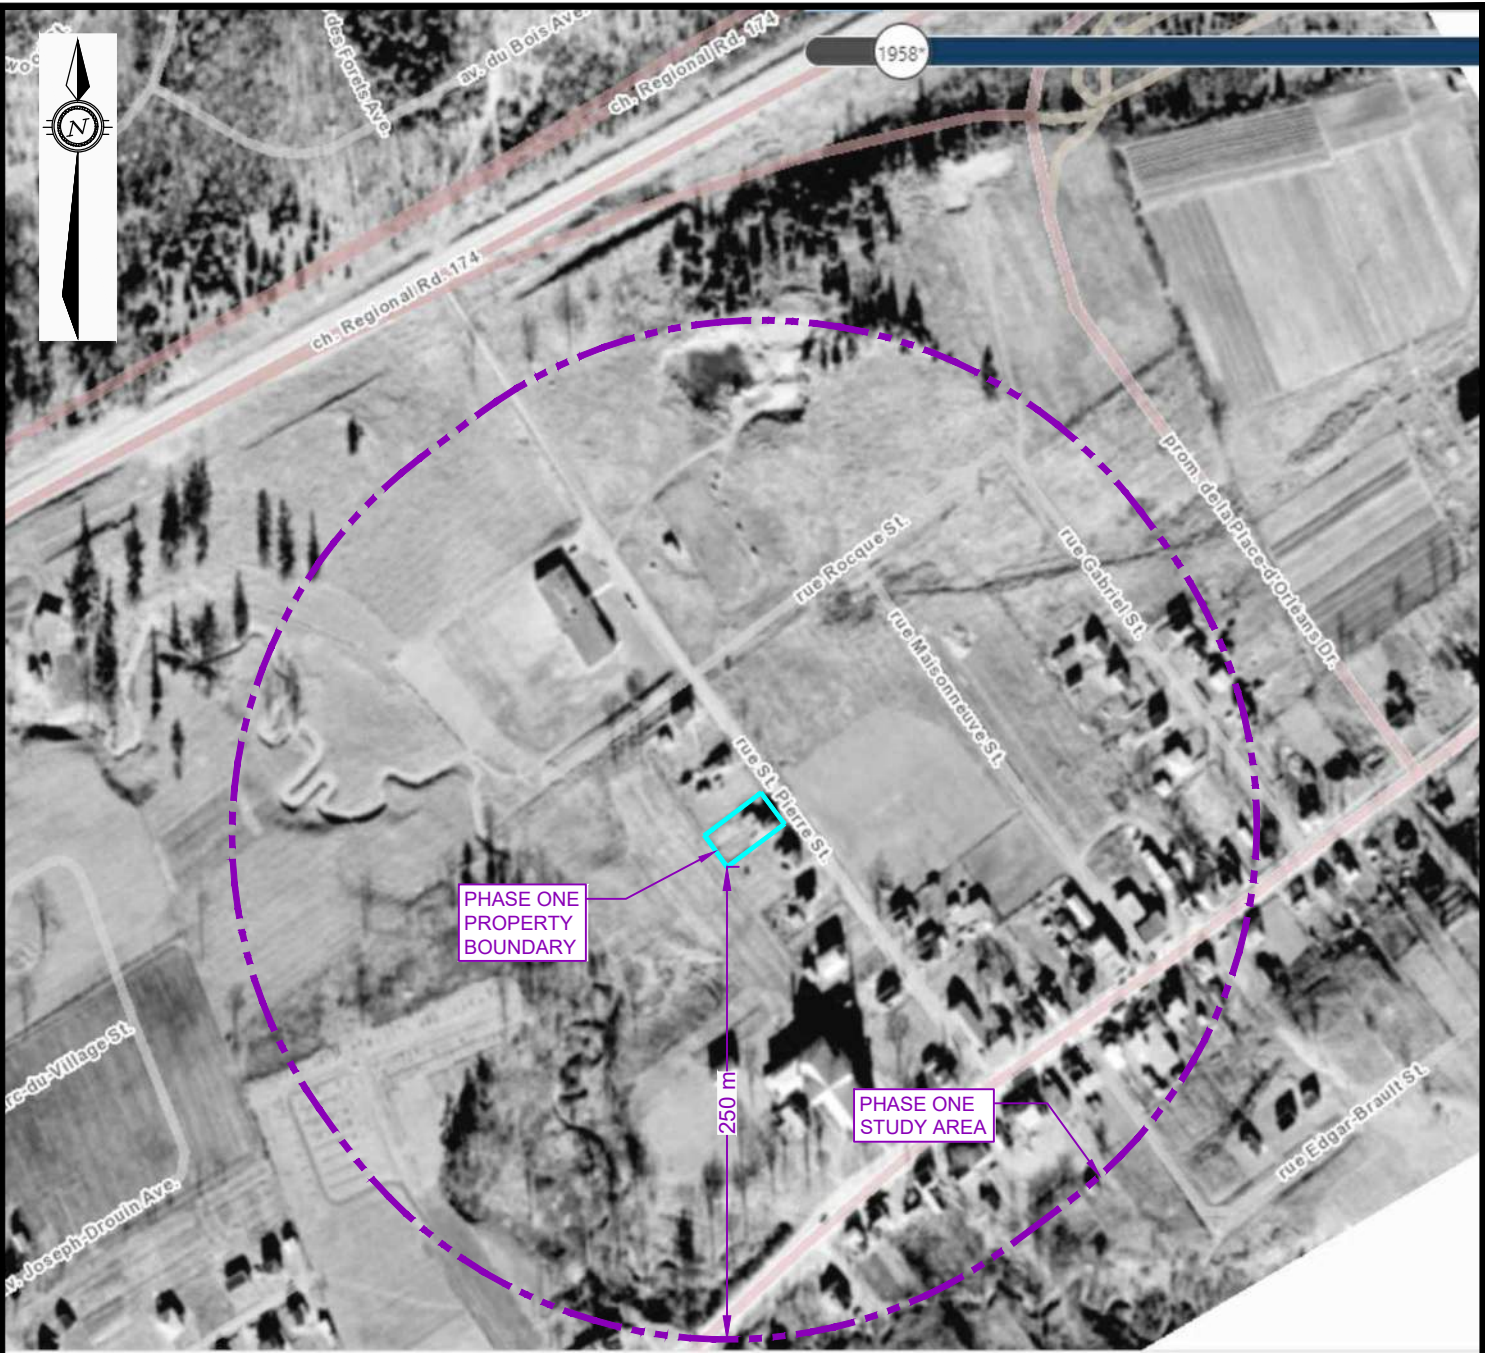 des Forets Ave.
av. du Bois Ave.
ch. Regional Rd. 174
1958*
N
ch. Regional Rd. 174
prom. de la Place-d'Orléans Dr.
rue Rocque St.
rue Gabriel St.
rue Maisonneuve St.
rue St. Pierre St.
PHASE ONE
PROPERTY
BOUNDARY
250 m
PHASE ONE
STUDY AREA
rc-du-Village St.
v. Joseph-Drouin Ave.
rue Edgar-Brault St.